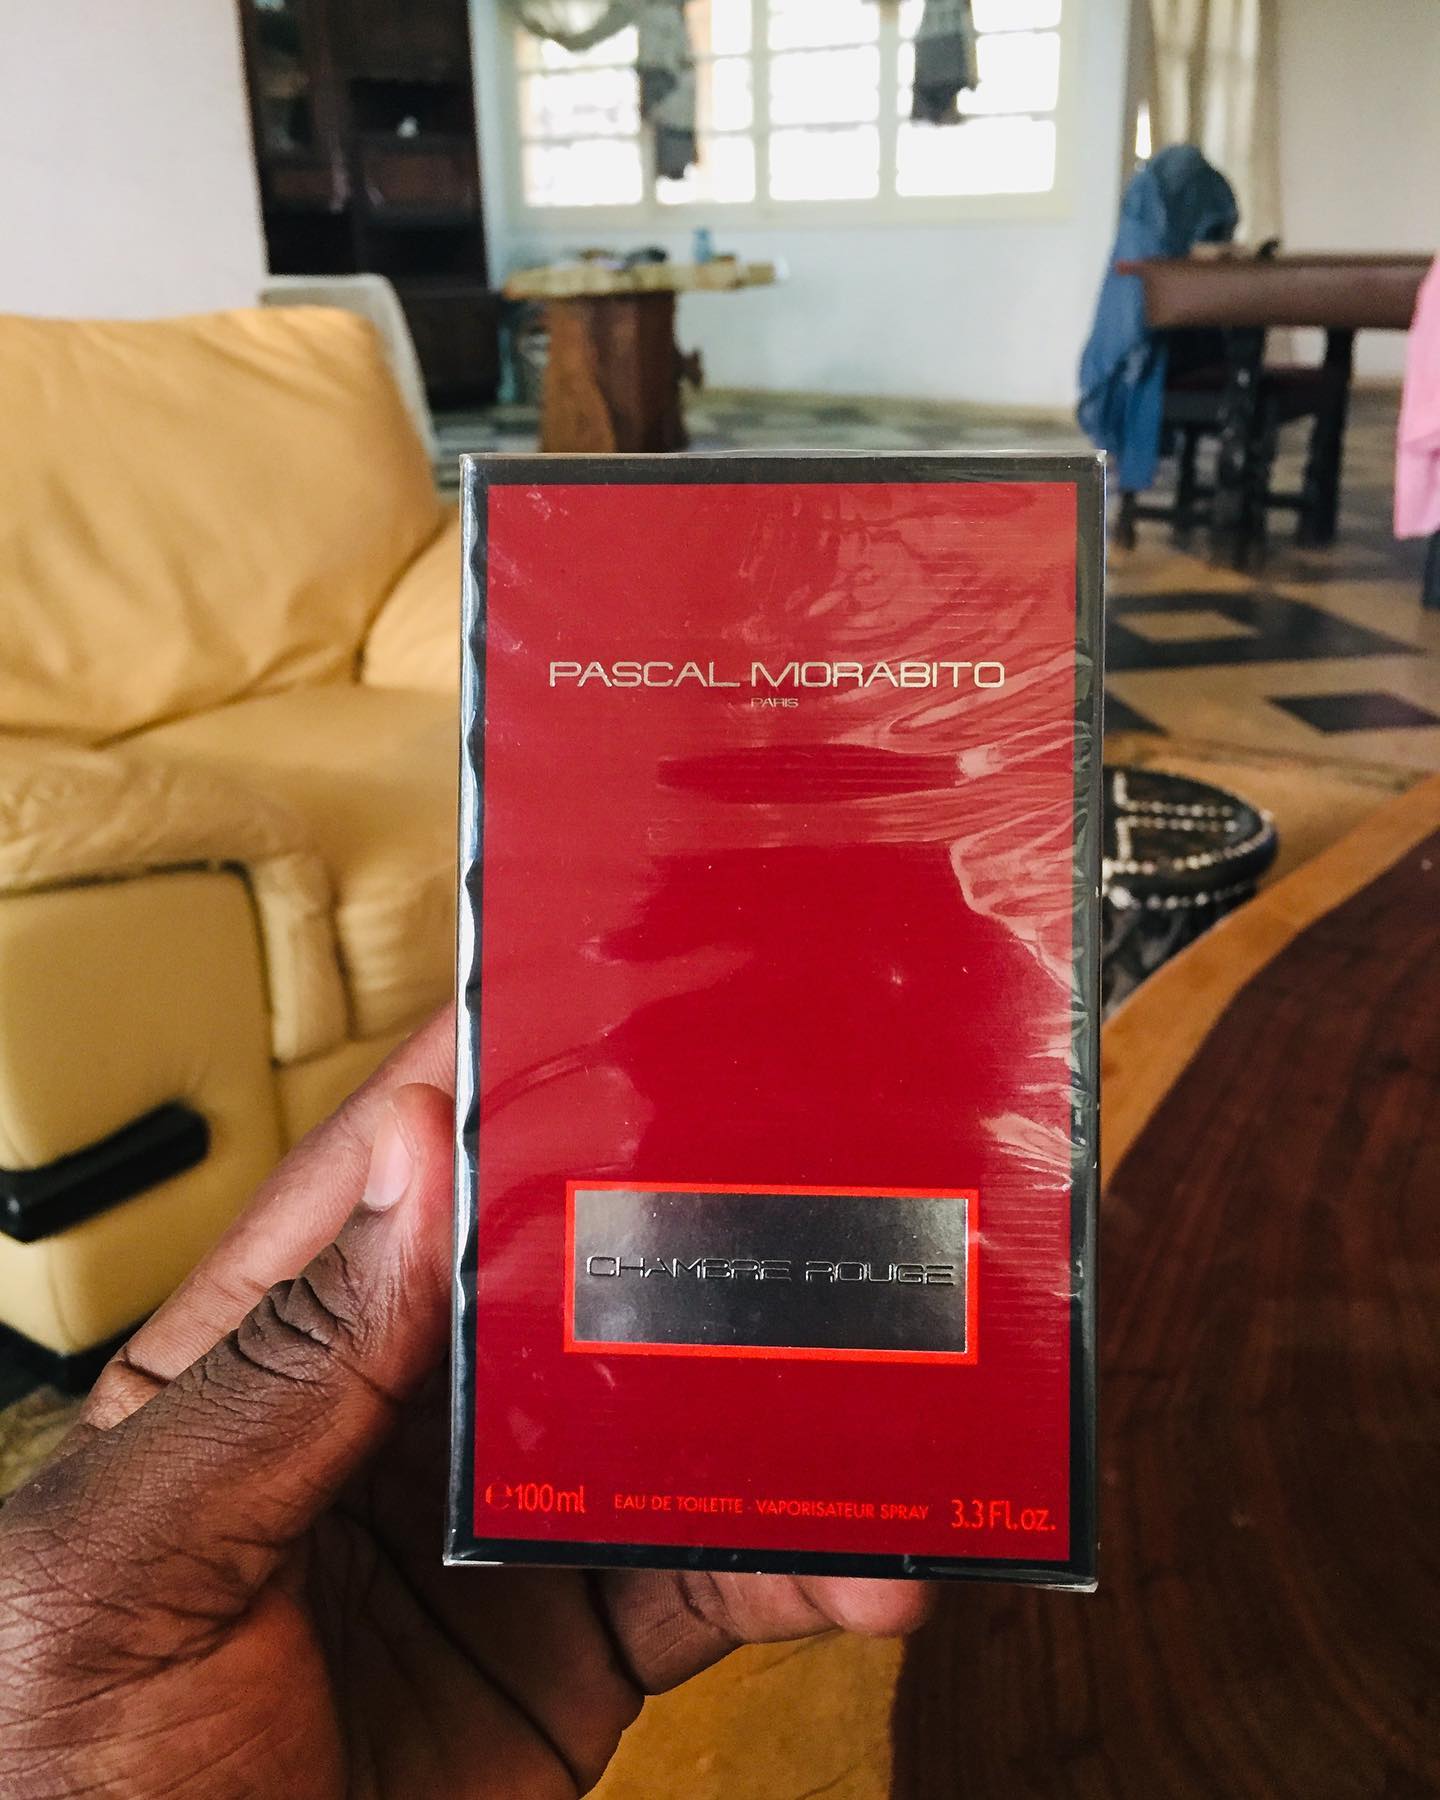 PASCAL MORABITO
PARIS
CHAMBRE ROUGE
℮100ml EAU DE TOILETTE - VAPORISATEUR SPRAY 3.3 Fl.oz.